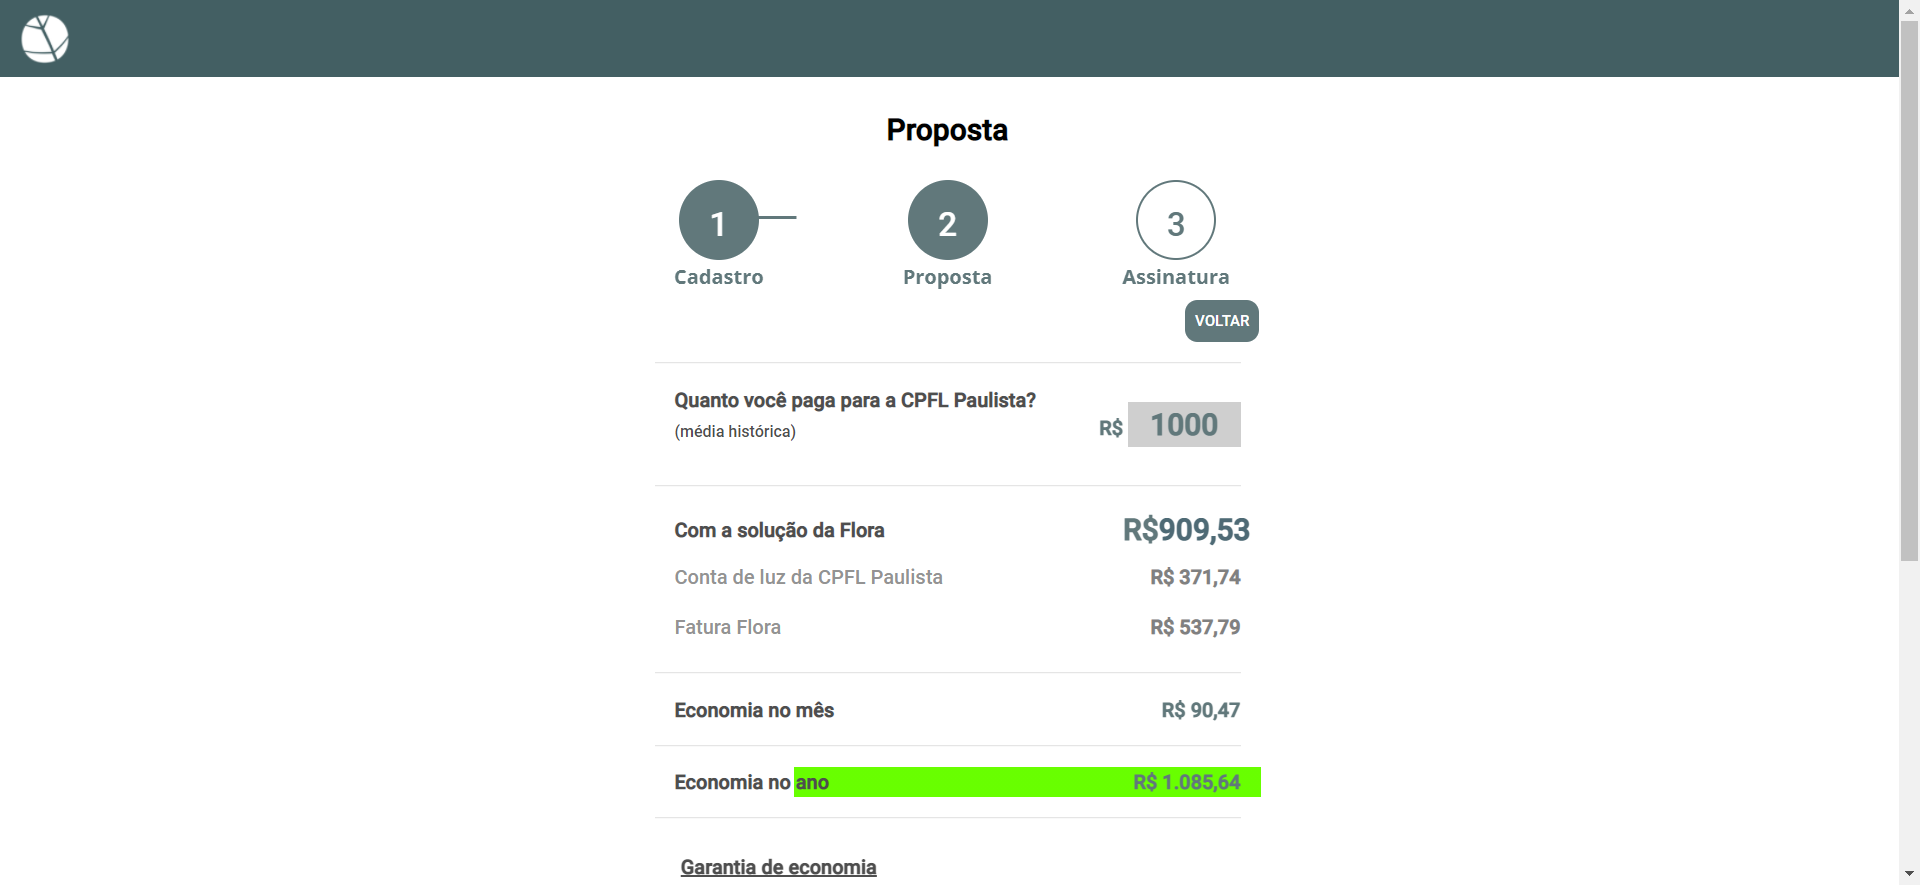 Proposta
1
2
3
Cadastro
Proposta
Assinatura
VOLTAR
Quanto você paga para a CPFL Paulista?
(média histórica)
R$ 1000
Com a solução da Flora R$909,53
Conta de luz da CPFL Paulista R$ 371,74
Fatura Flora R$ 537,79
Economia no mês R$ 90,47
Economia no ano R$ 1.085,64
Garantia de economia